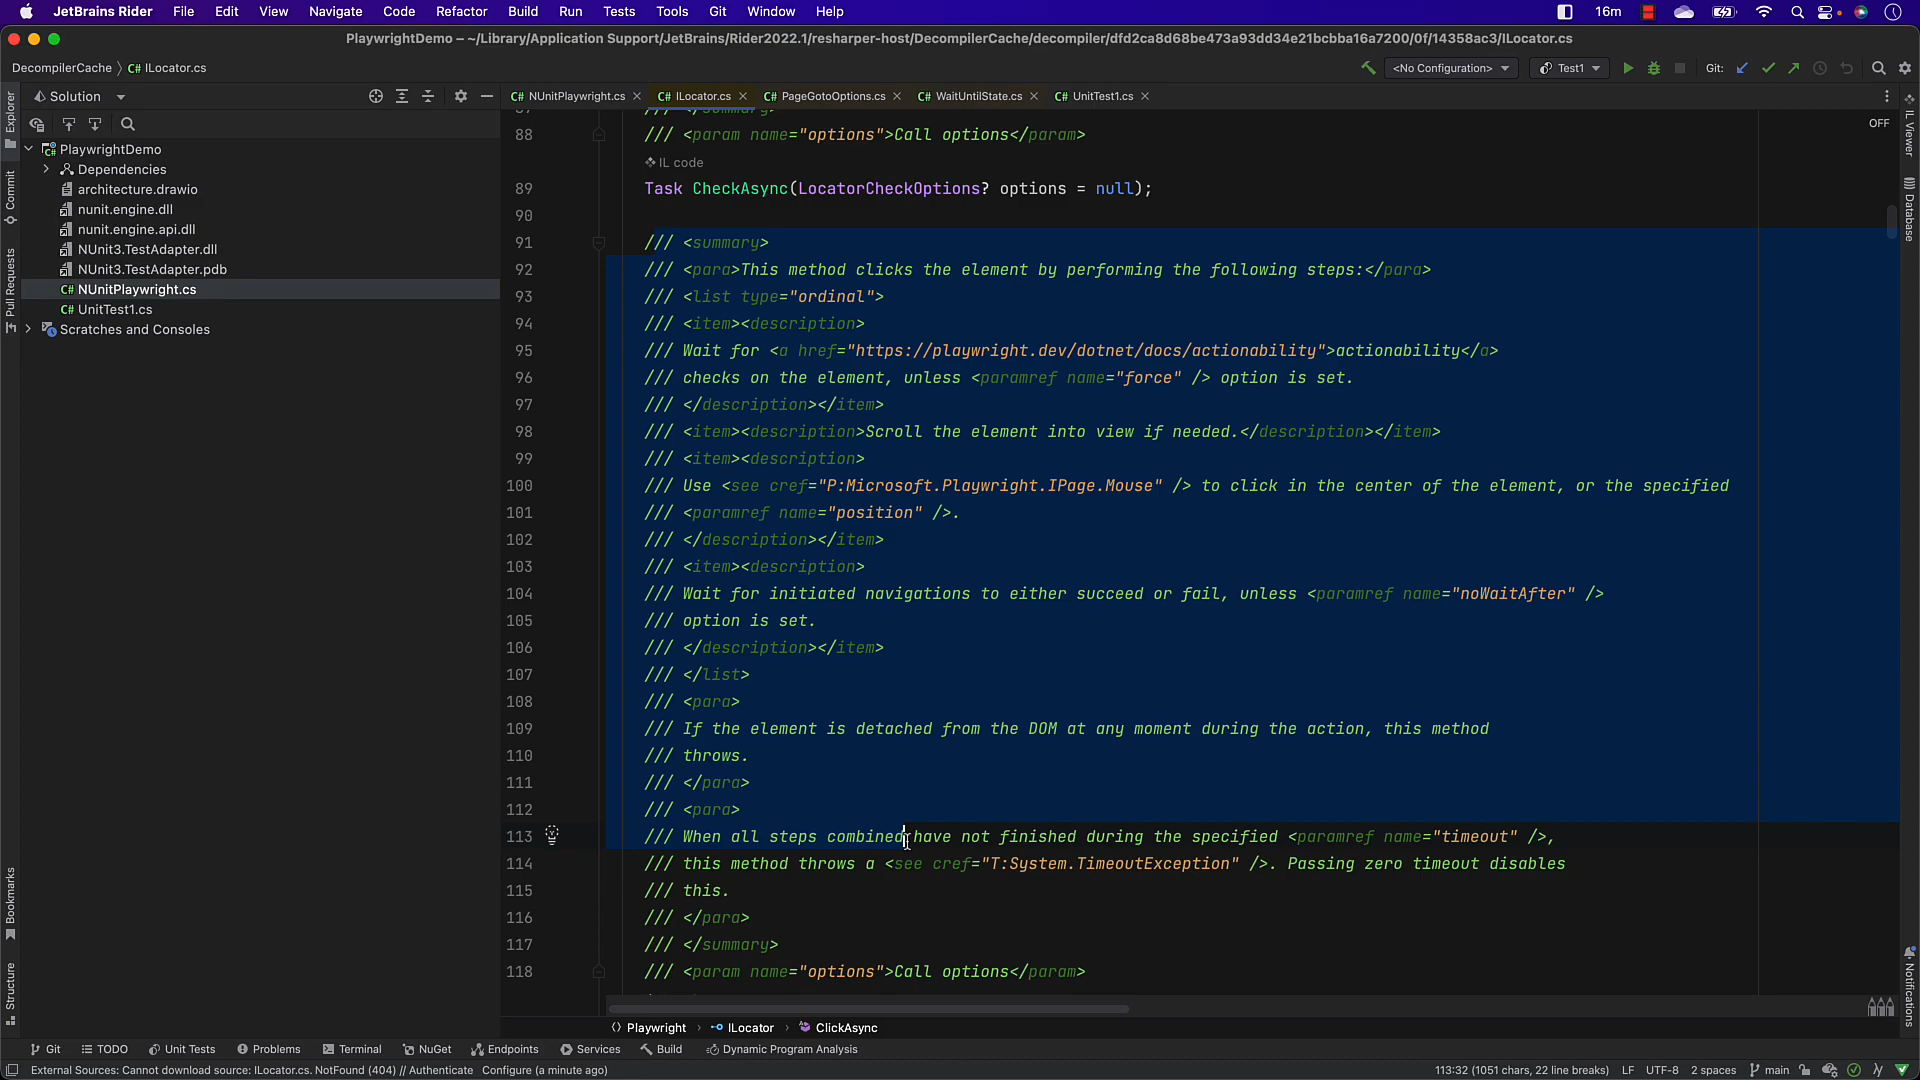 JetBrains Rider File Edit View Navigate Code Refactor Build Run Tests Tools Git Window Help 16m
PlaywrightDemo – ~/Library/Application Support/JetBrains/Rider2022.1/resharper-host/DecompilerCache/decompiler/dfd2ca8d68be473a93dd34e21bcbba16a7200/0f/14358ac3/ILocator.cs
DecompilerCache C# ILocator.cs <No Configuration> Test1 Git:
Explorer
Commit
Pull Requests
Bookmarks
Structure
Solution
PlaywrightDemo
Dependencies
architecture.drawio
nunit.engine.dll
nunit.engine.api.dll
NUnit3.TestAdapter.dll
NUnit3.TestAdapter.pdb
C# NUnitPlaywright.cs
C# UnitTest1.cs
Scratches and Consoles
C# NUnitPlaywright.cs C# ILocator.cs C# PageGotoOptions.cs C# WaitUntilState.cs C# UnitTest1.cs
OFF
88 /// <param name="options">Call options</param>
IL code
89 Task CheckAsync(LocatorCheckOptions? options = null);
90
91 /// <summary>
92 /// <para>This method clicks the element by performing the following steps:</para>
93 /// <list type="ordinal">
94 /// <item><description>
95 /// Wait for <a href="https://playwright.dev/dotnet/docs/actionability">actionability</a>
96 /// checks on the element, unless <paramref name="force" /> option is set.
97 /// </description></item>
98 /// <item><description>Scroll the element into view if needed.</description></item>
99 /// <item><description>
100 /// Use <see cref="P:Microsoft.Playwright.IPage.Mouse" /> to click in the center of the element, or the specified
101 /// <paramref name="position" />.
102 /// </description></item>
103 /// <item><description>
104 /// Wait for initiated navigations to either succeed or fail, unless <paramref name="noWaitAfter" />
105 /// option is set.
106 /// </description></item>
107 /// </list>
108 /// <para>
109 /// If the element is detached from the DOM at any moment during the action, this method
110 /// throws.
111 /// </para>
112 /// <para>
113 /// When all steps combined have not finished during the specified <paramref name="timeout" />,
114 /// this method throws a <see cref="T:System.TimeoutException" />. Passing zero timeout disables
115 /// this.
116 /// </para>
117 /// </summary>
118 /// <param name="options">Call options</param>
IL Viewer
Database
Notifications
Playwright ILocator ClickAsync
Git TODO Unit Tests Problems Terminal NuGet Endpoints Services Build Dynamic Program Analysis
External Sources: Cannot download source: ILocator.cs. NotFound (404) // Authenticate Configure (a minute ago) 113:32 (1051 chars, 22 line breaks) LF UTF-8 2 spaces main